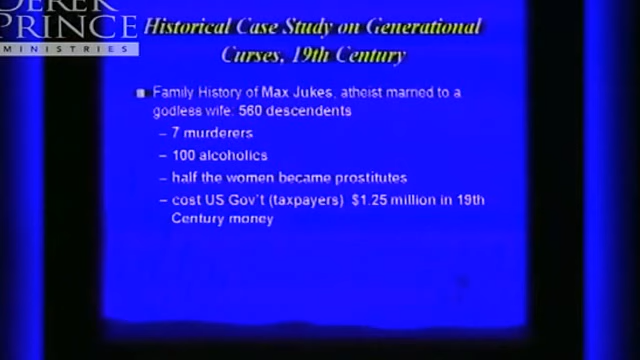 DEREK
PRINCE
MINISTRIES
Historical Case Study on Generational
Curses, 19th Century
Family History of Max Jukes, atheist married to a
godless wife: 560 descendents
– 7 murderers
– 100 alcoholics
– half the women became prostitutes
– cost US Gov't (taxpayers) $1.25 million in 19th
Century money